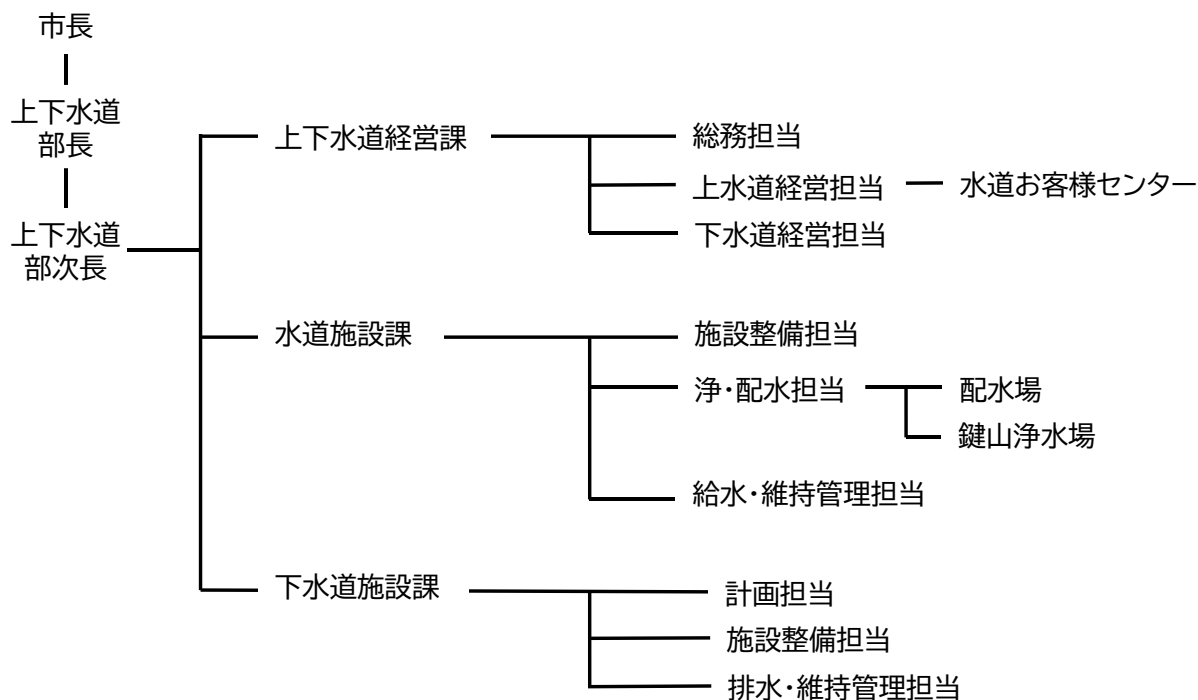 市長
上下水道
部長
上下水道
部次長
上下水道経営課
総務担当
上水道経営担当
水道お客様センター
下水道経営担当
水道施設課
施設整備担当
浄・配水担当
配水場
鍵山浄水場
給水・維持管理担当
下水道施設課
計画担当
施設整備担当
排水・維持管理担当